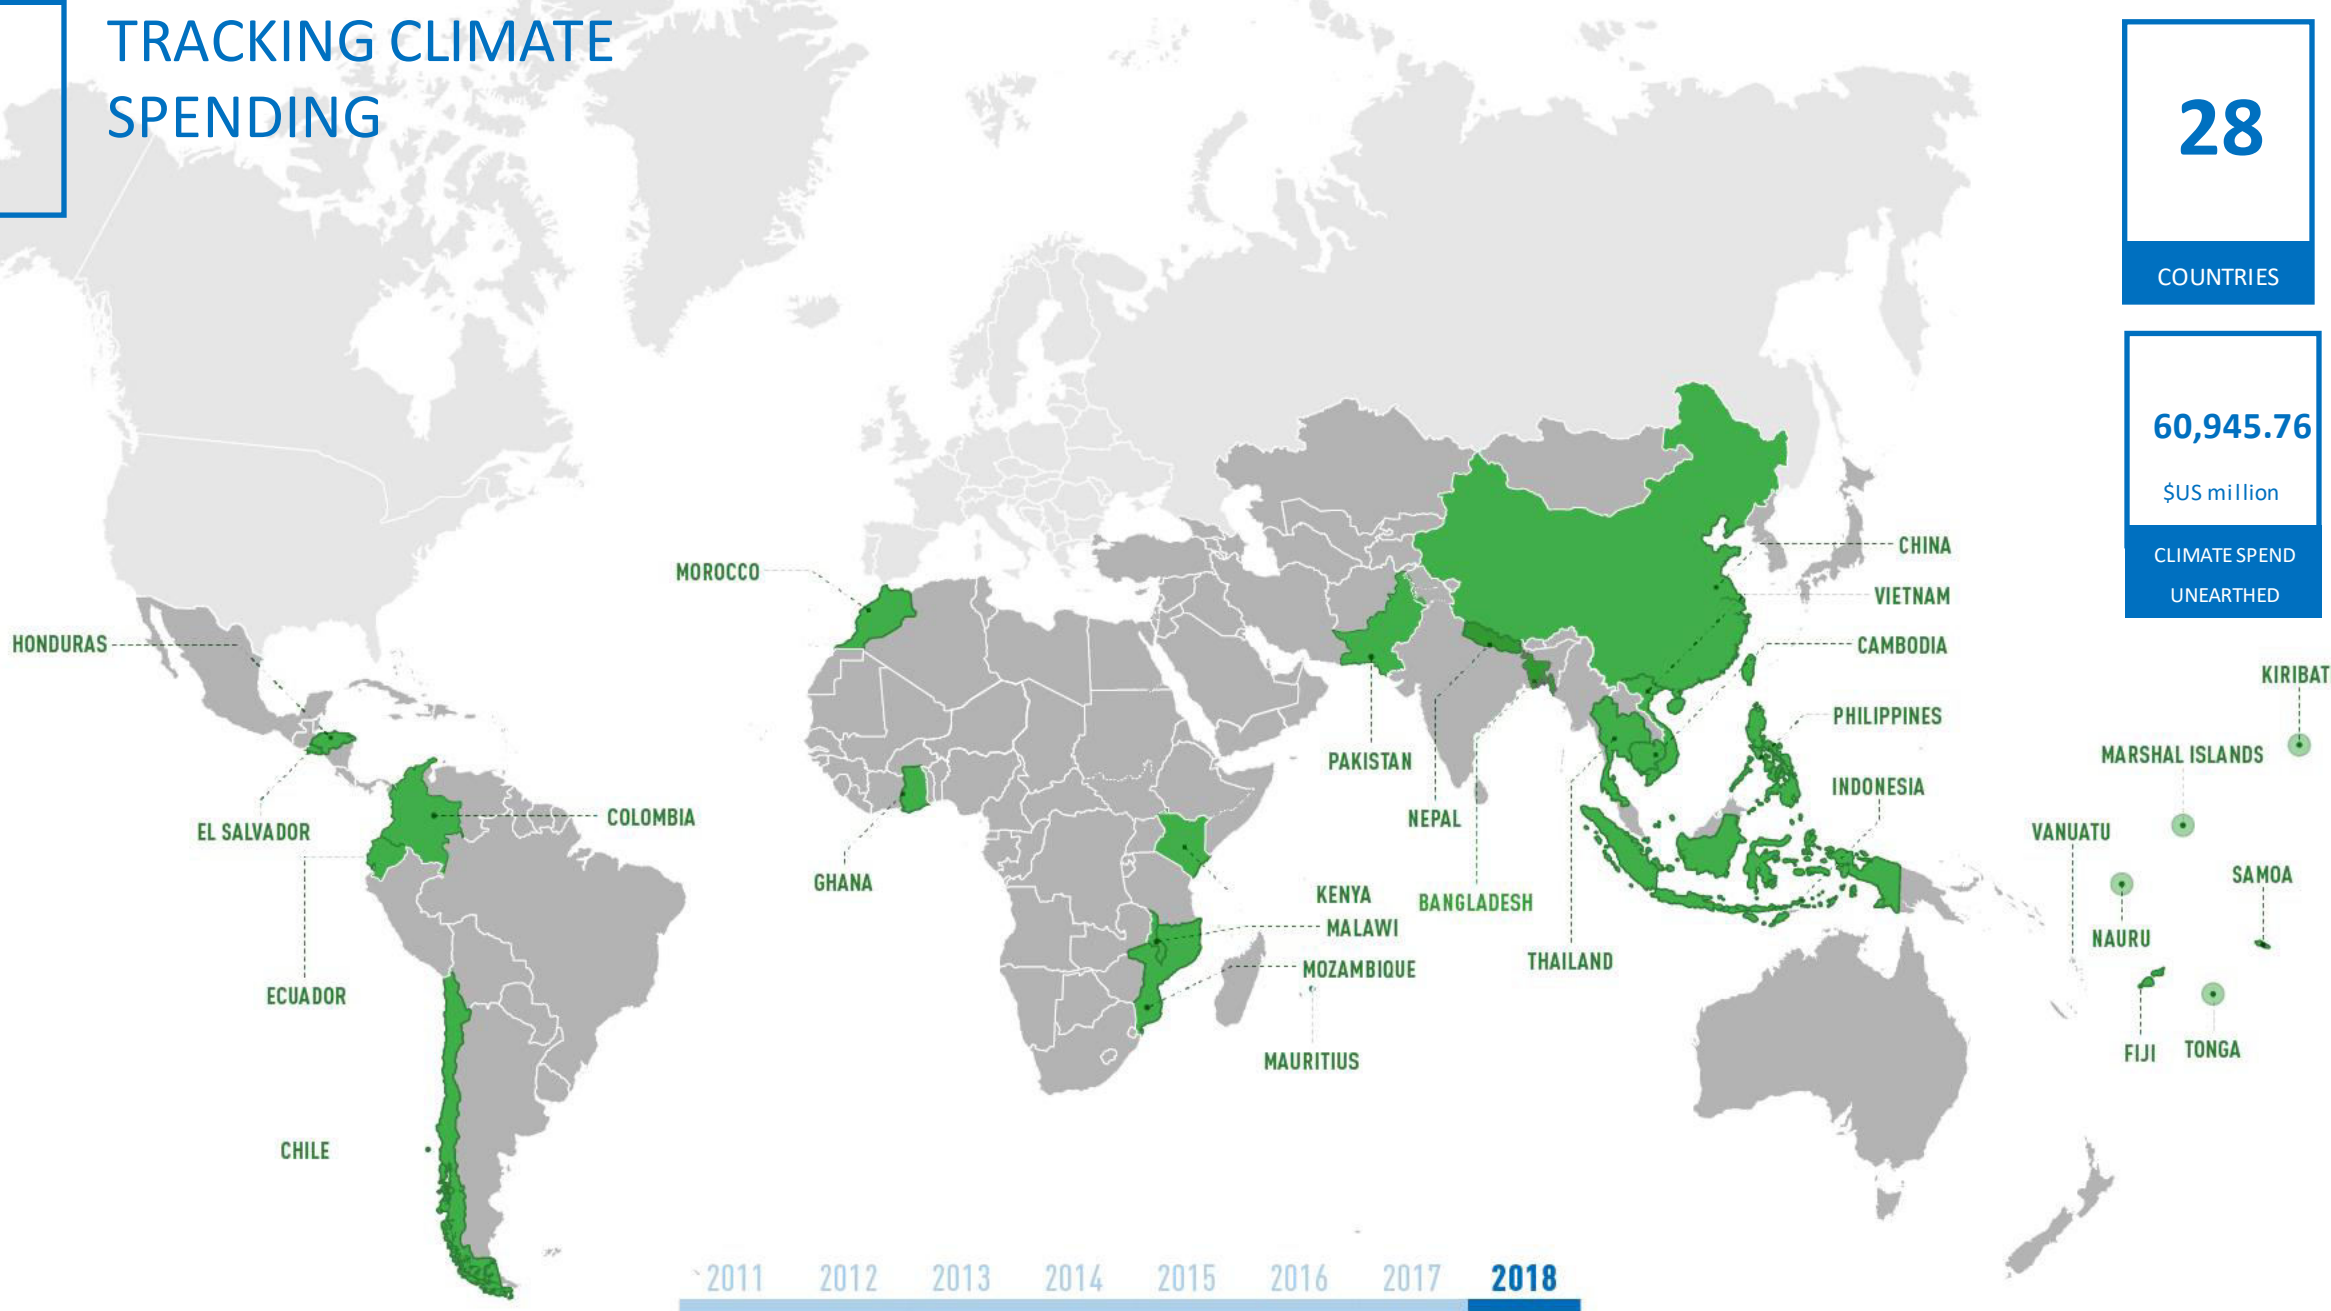 TRACKING CLIMATE
SPENDING
28
COUNTRIES
60,945.76
$US million
CLIMATE SPEND
UNEARTHED
CHINA
MOROCCO
VIETNAM
HONDURAS
CAMBODIA
KIRIBATI
PHILIPPINES
MARSHAL ISLANDS
PAKISTAN
INDONESIA
COLOMBIA
NEPAL
EL SALVADOR
VANUATU
SAMOA
GHANA
KENYA
BANGLADESH
MALAWI
NAURU
THAILAND
MOZAMBIQUE
ECUADOR
FIJI
TONGA
MAURITIUS
CHILE
2011 2012 2013 2014 2015 2016 2017 2018